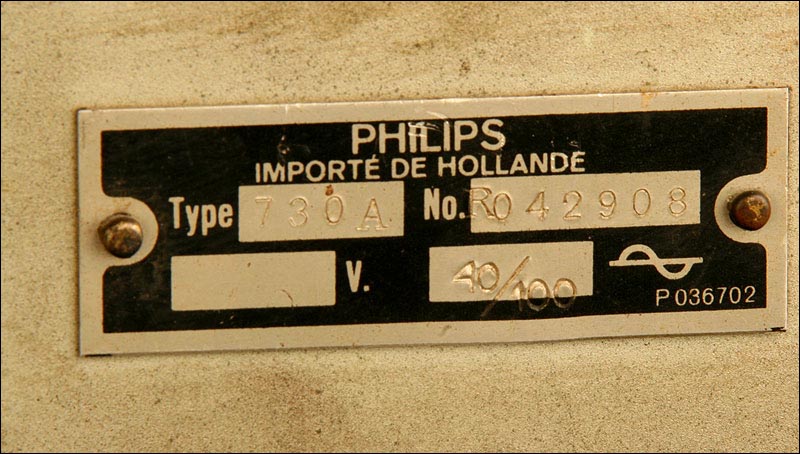 PHILIPS
IMPORTÉ DE HOLLANDE
Type 730A No. R042908
V. 40/100
P 036702